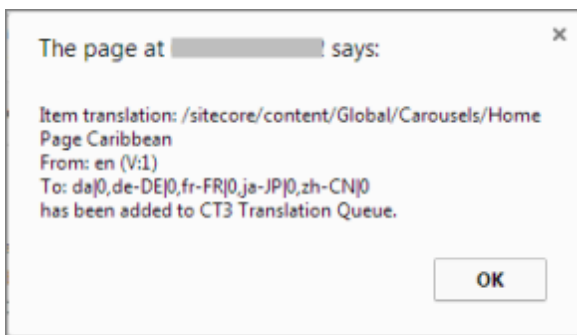 The page at says:
Item translation: /sitecore/content/Global/Carousels/Home
Page Caribbean
From: en (V:1)
To: da|0,de-DE|0,fr-FR|0,ja-JP|0,zh-CN|0
has been added to CT3 Translation Queue.
OK